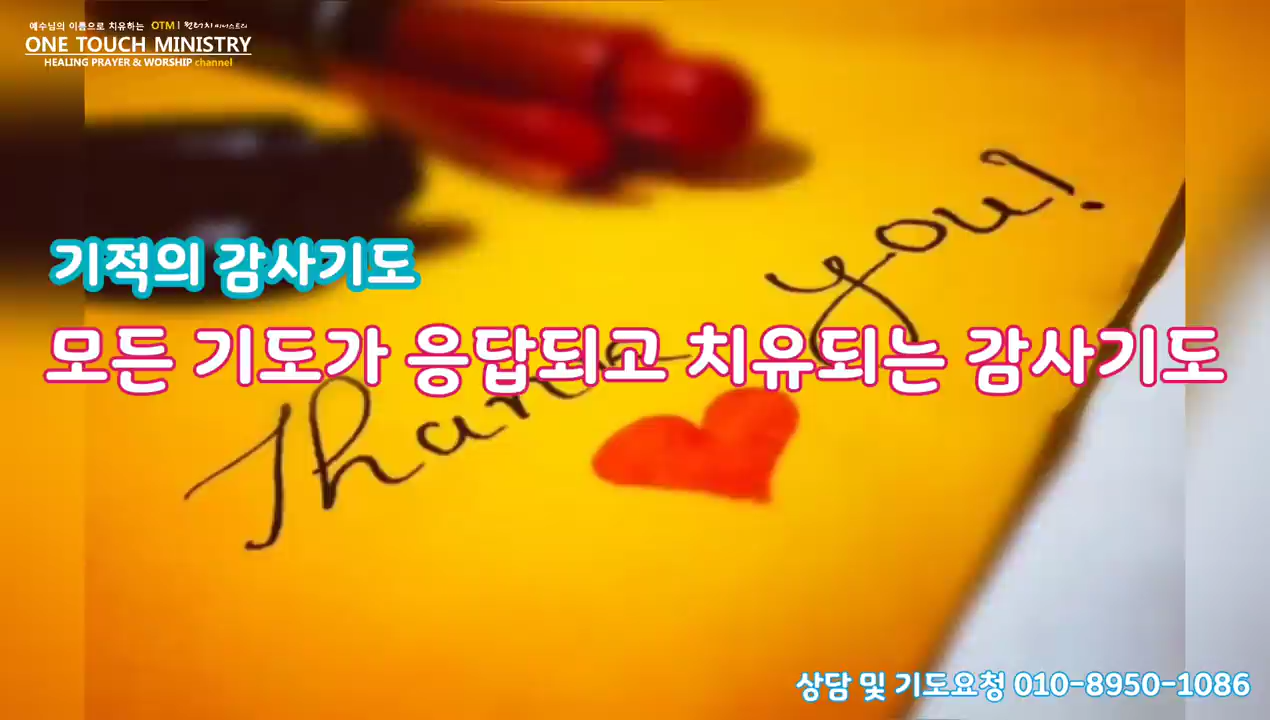 예수님의 이름으로 치유하는 OTM | 원터치 미니스트리
ONE TOUCH MINISTRY
HEALING PRAYER & WORSHIP channel
you!
기적의 감사기도
모든 기도가 응답되고 치유되는 감사기도
Thank
상담 및 기도요청 010-8950-1086